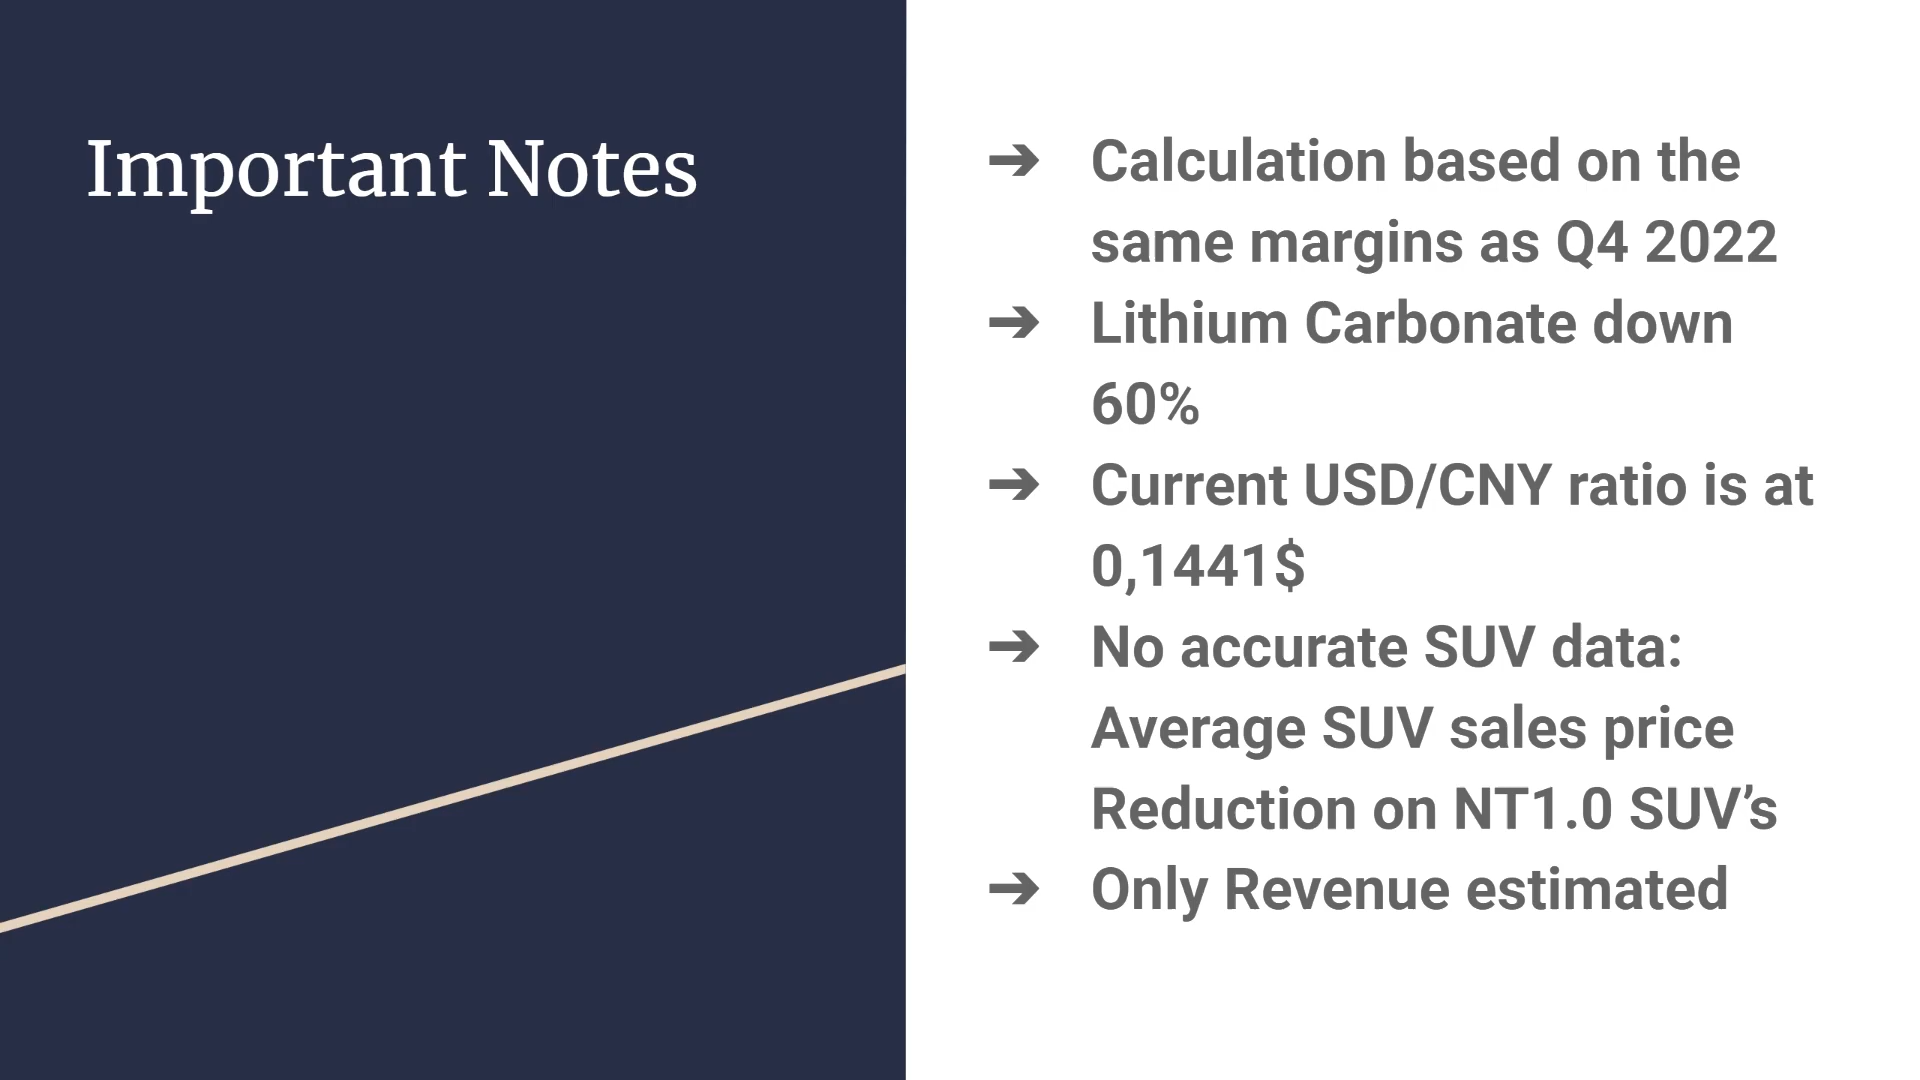 Important Notes
➔ Calculation based on the
same margins as Q4 2022
➔ Lithium Carbonate down
60%
➔ Current USD/CNY ratio is at
0,1441$
➔ No accurate SUV data:
Average SUV sales price
Reduction on NT1.0 SUV’s
➔ Only Revenue estimated